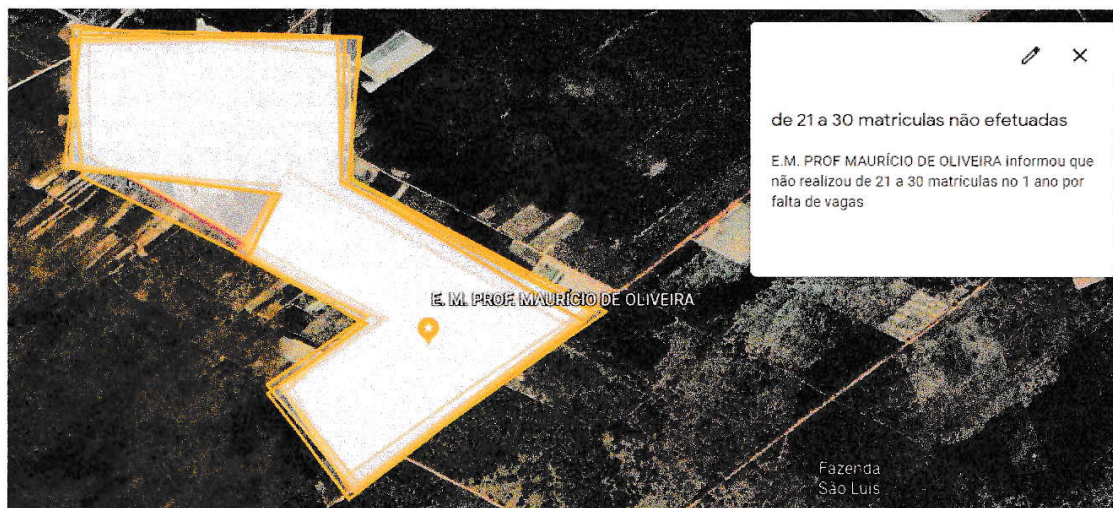 de 21 a 30 matriculas não efetuadas
E.M. PROF MAURÍCIO DE OLIVEIRA informou que
não realizou de 21 a 30 matriculas no 1 ano por
falta de vagas
E. M. PROF. MAURÍCIO DE OLIVEIRA
Fazenda
São Luis